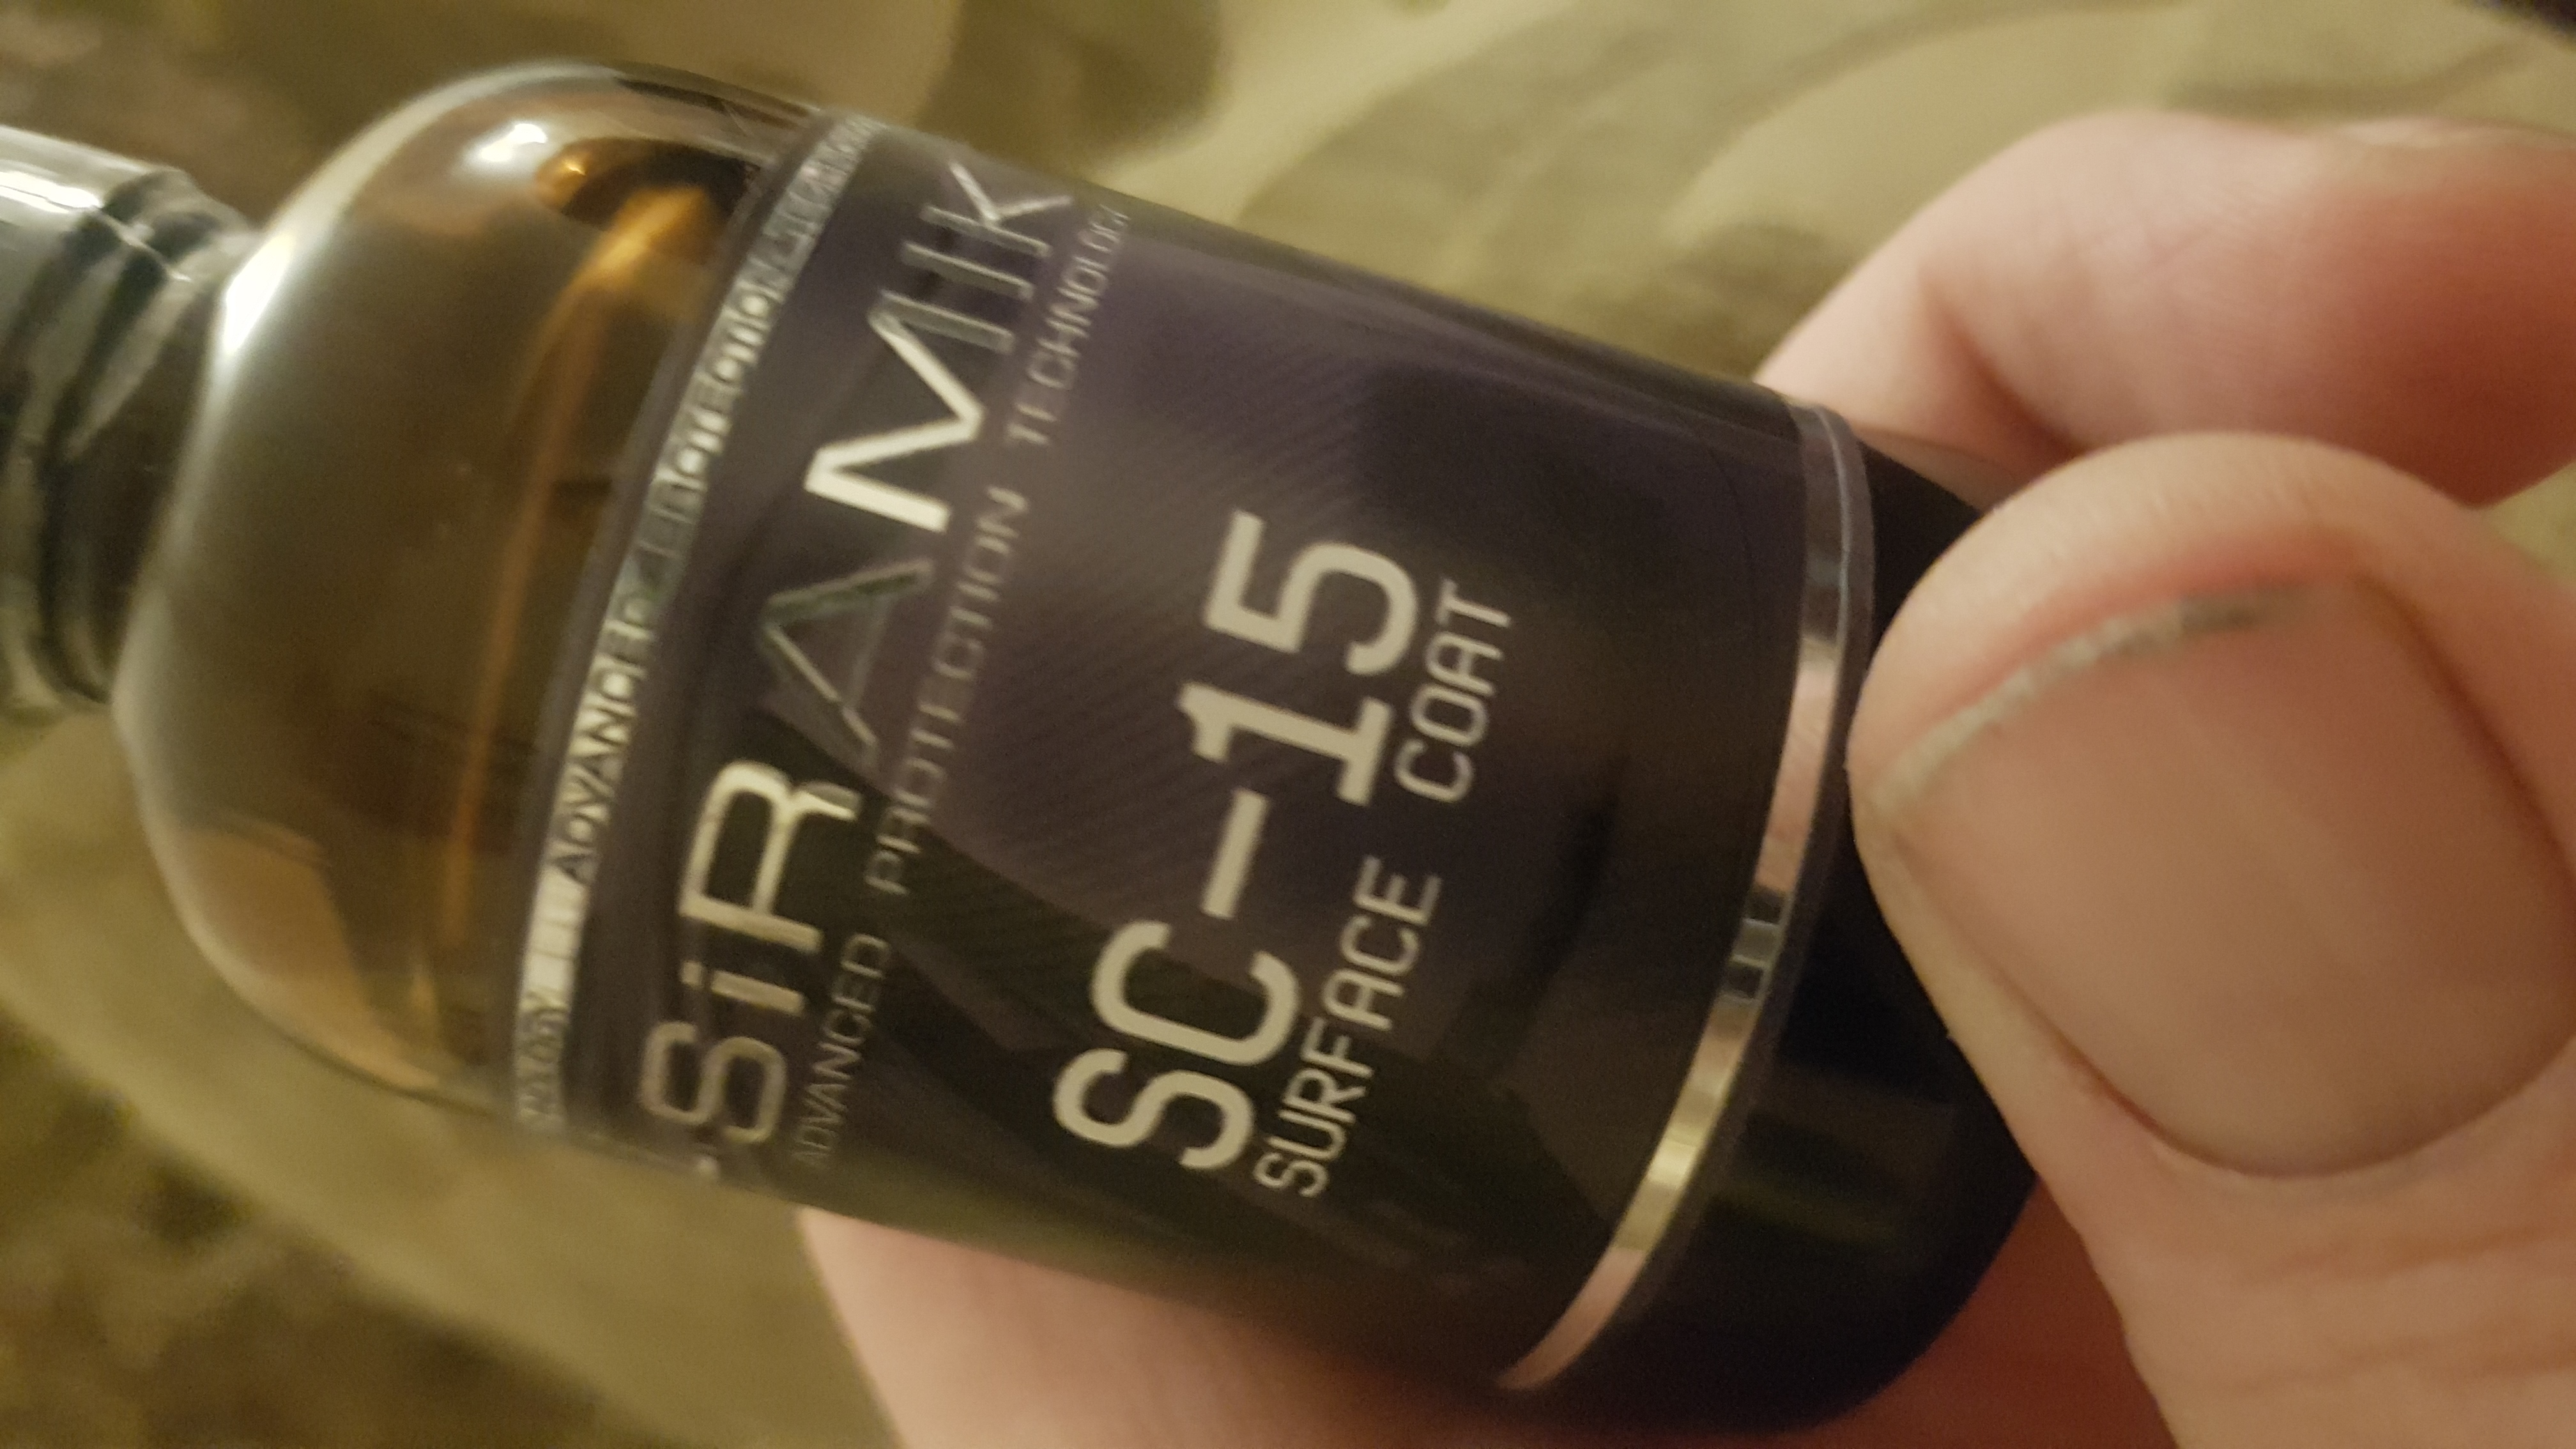 SiRAMIK
ADVANCED PROTECTION TECHNOLOGY
SC-15
SURFACE COAT